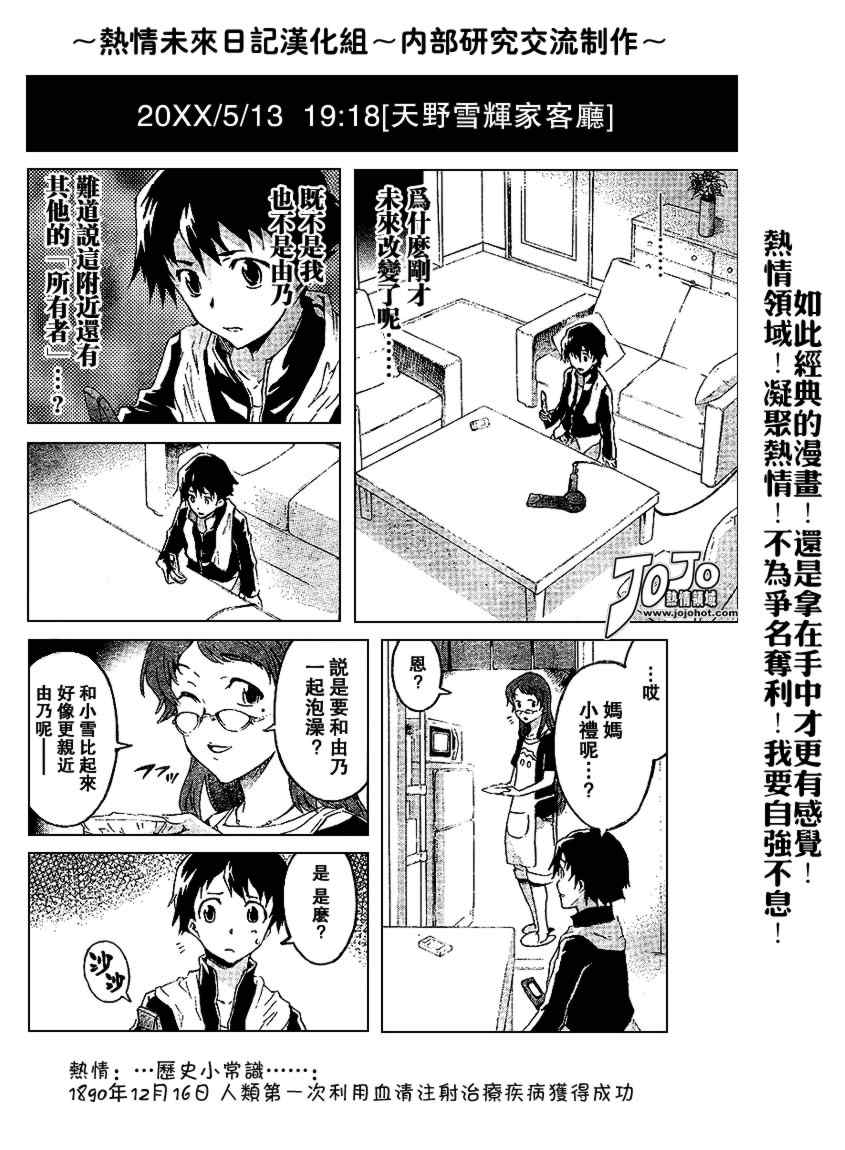 ～熱情未來日記漢化組～内部研究交流制作～
20XX/5/13 19:18[天野雪輝家客廳]
………
爲什麽剛才
未來改變了呢……
既不是我
也不是由乃
難道説這附近還有
其他的「所有者」…？
JOJO
熱情領域
www.jojohot.com
…哎
媽媽
小禮呢…？
恩？
説是要和由乃
一起泡澡？
和小雪比起來
好像更親近
由乃呢——
是 是麽？
沙沙
如此經典的漫畫！還是拿在手中才更有感覺！
熱情領域！凝聚熱情！不為爭名奪利！我要自強不息！
熱情：…歷史小常識……：
1890年12月16日 人類第一次利用血清注射治療疾病獲得成功